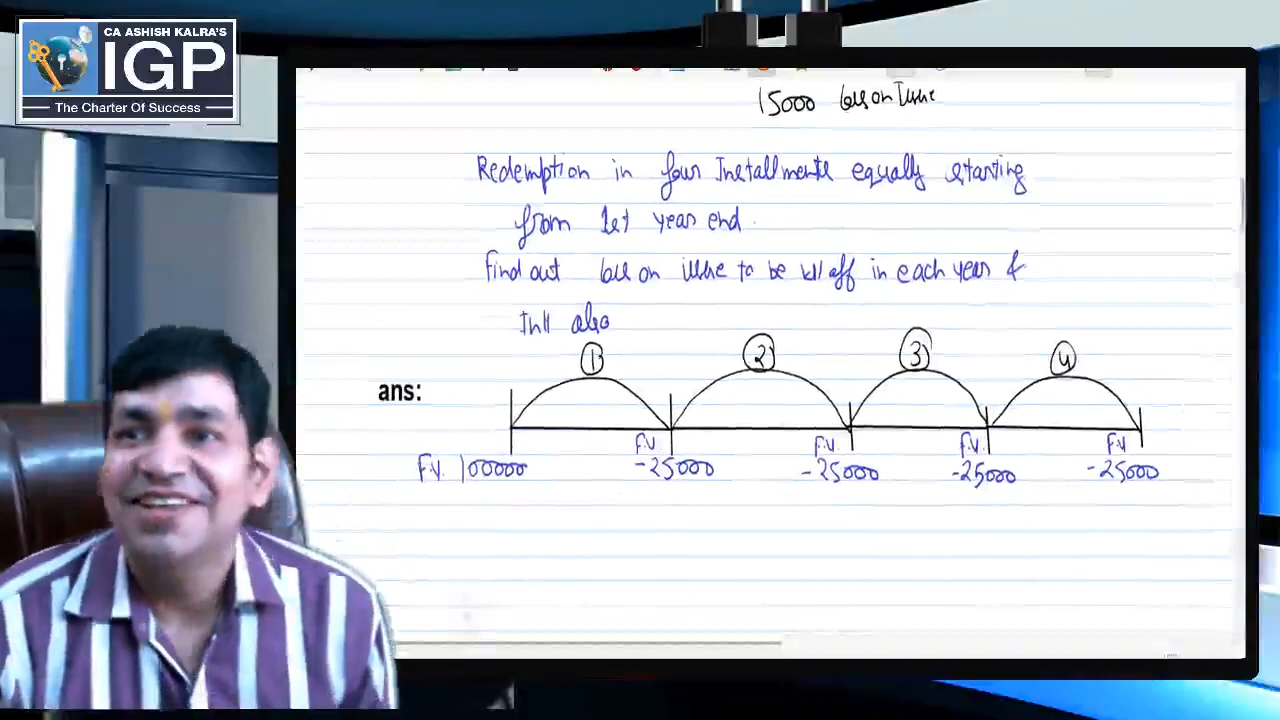 CA ASHISH KALRA'S
IGP
The Charter Of Success
15000 loss on Issue
Redemption in four Installments equally starting
from 1st year end.
Find out loss on issue to be w/off in each year &
Intt also
① ② ③ ④
ans:
F.V. F.V. F.V. F.V.
F.V. 100000 -25000 -25000 -25000 -25000